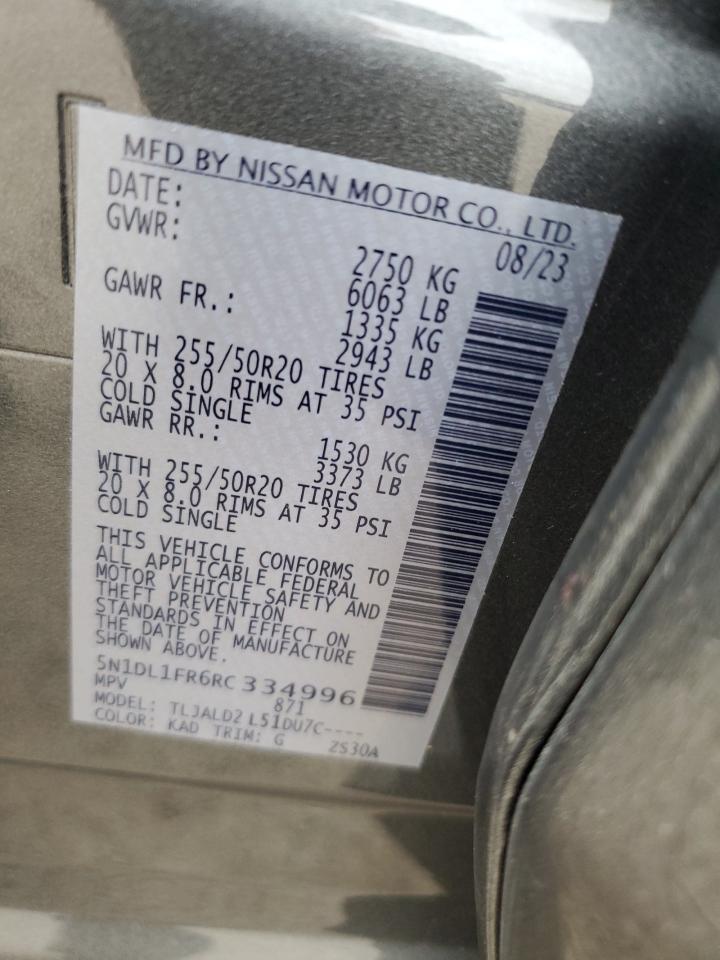 MFD BY NISSAN MOTOR CO., LTD.
DATE: 08/23
GVWR: 2750 KG
6063 LB
GAWR FR.: 1335 KG
2943 LB
WITH 255/50R20 TIRES
20 X 8.0 RIMS AT 35 PSI
COLD SINGLE
GAWR RR.: 1530 KG
3373 LB
WITH 255/50R20 TIRES
20 X 8.0 RIMS AT 35 PSI
COLD SINGLE
THIS VEHICLE CONFORMS TO
ALL APPLICABLE FEDERAL
MOTOR VEHICLE SAFETY AND
THEFT PREVENTION
STANDARDS IN EFFECT ON
THE DATE OF MANUFACTURE
SHOWN ABOVE.
5N1DL1FR6RC334996
MPV 871
MODEL: TLJALD2 L51DU7C----
COLOR: KAD TRIM: G 2S30A